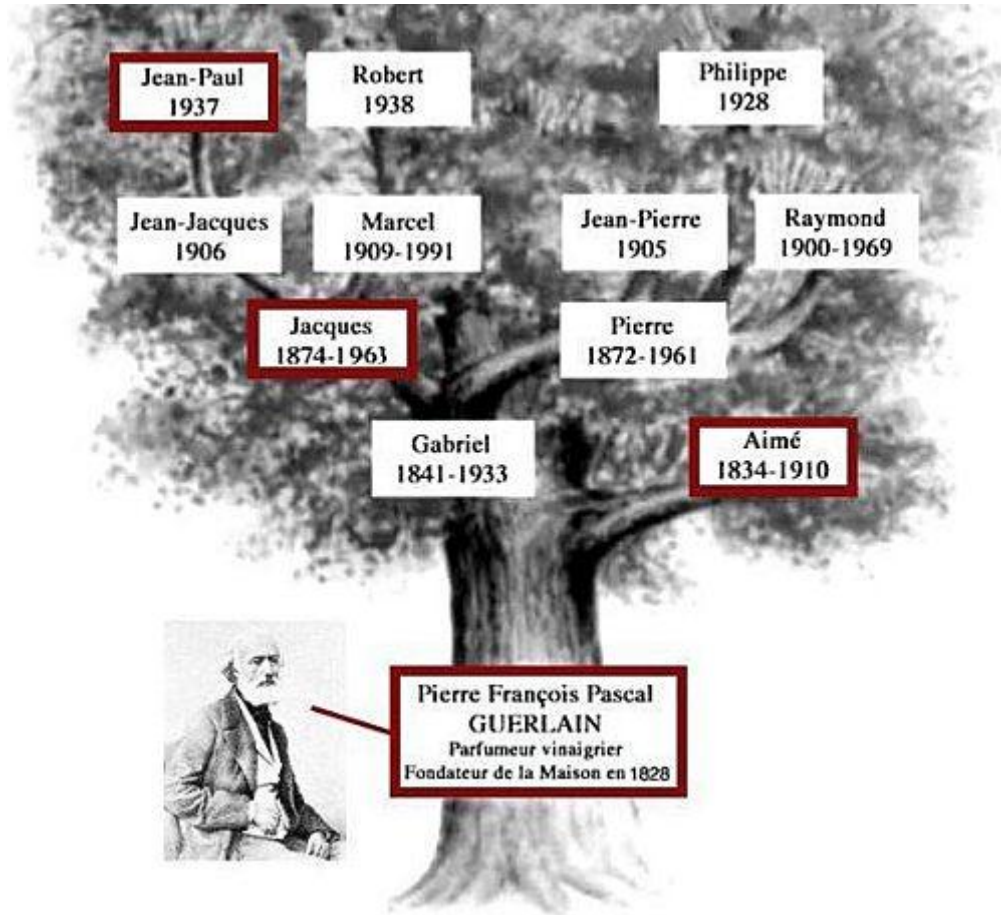 Jean-Paul
1937
Robert
1938
Philippe
1928
Jean-Jacques
1906
Marcel
1909-1991
Jean-Pierre
1905
Raymond
1900-1969
Jacques
1874-1963
Pierre
1872-1961
Gabriel
1841-1933
Aimé
1834-1910
Pierre François Pascal
GUERLAIN
Parfumeur vinaigrier
Fondateur de la Maison en 1828